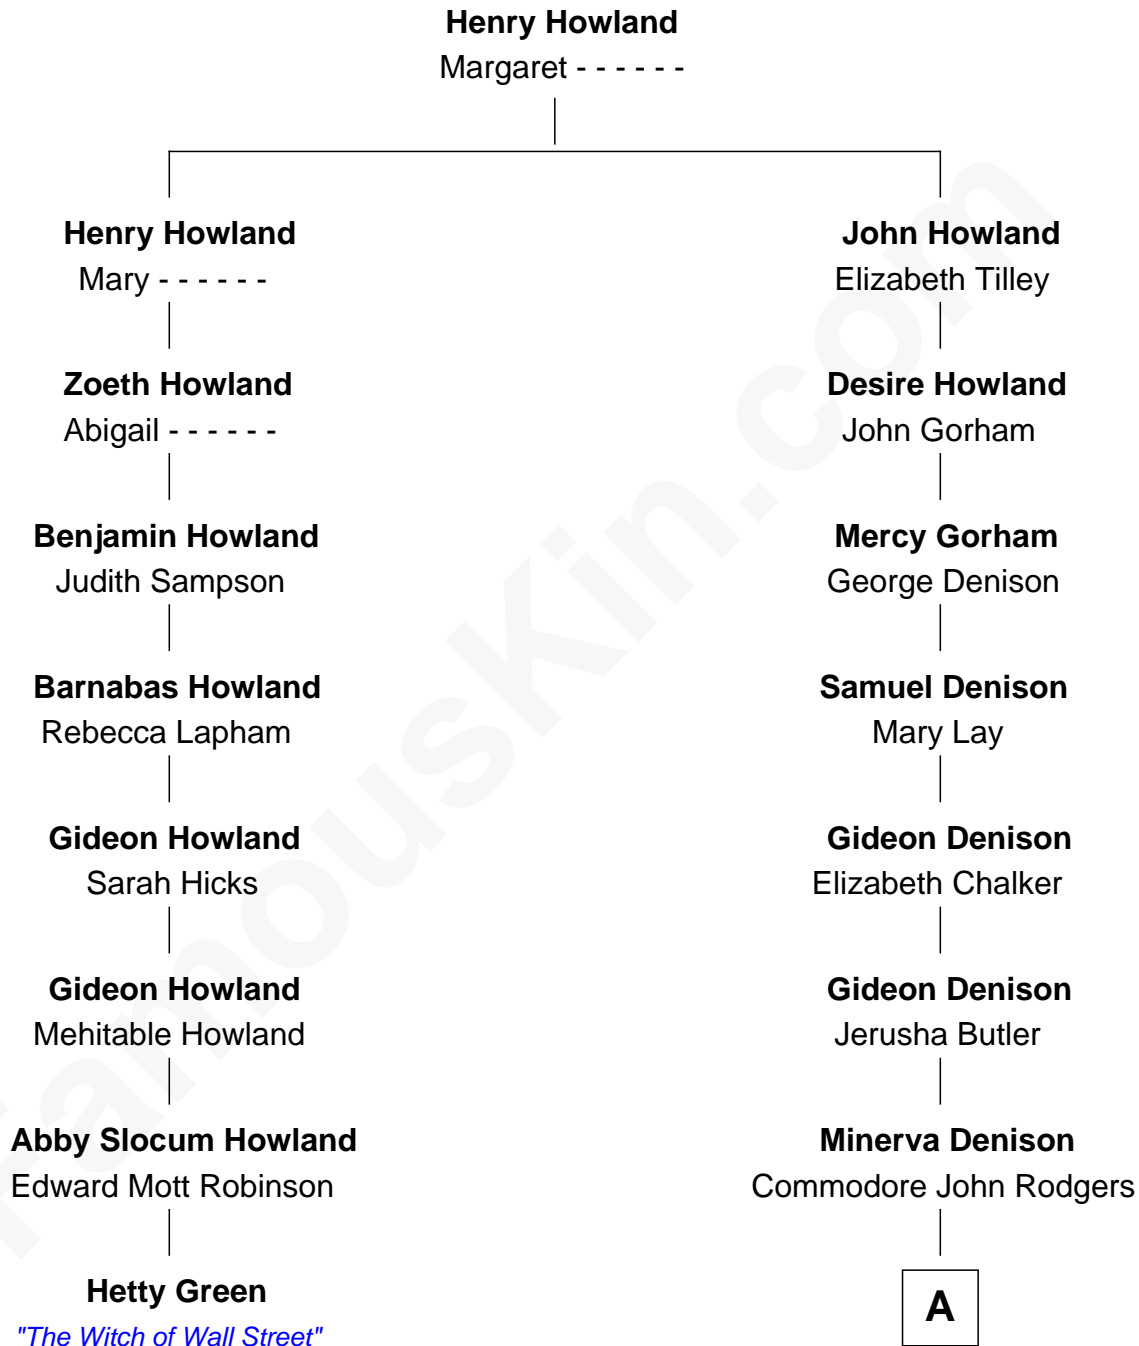 Henry Howland
Margaret - - - - - -
Henry Howland
Mary - - - - - -
John Howland
Elizabeth Tilley
Zoeth Howland
Abigail - - - - - -
Desire Howland
John Gorham
Benjamin Howland
Judith Sampson
Mercy Gorham
George Denison
Barnabas Howland
Rebecca Lapham
Samuel Denison
Mary Lay
Gideon Howland
Sarah Hicks
Gideon Denison
Elizabeth Chalker
Gideon Howland
Mehitable Howland
Gideon Denison
Jerusha Butler
Abby Slocum Howland
Edward Mott Robinson
Minerva Denison
Commodore John Rodgers
Hetty Green
"The Witch of Wall Street"
A
FamousKin.com